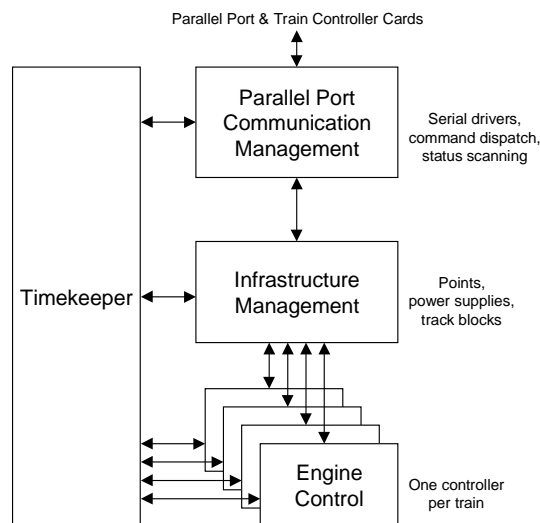 Parallel Port & Train Controller Cards
Parallel Port
Communication
Management
Serial drivers,
command dispatch,
status scanning
Timekeeper
Infrastructure
Management
Points,
power supplies,
track blocks
Engine
Control
One controller
per train